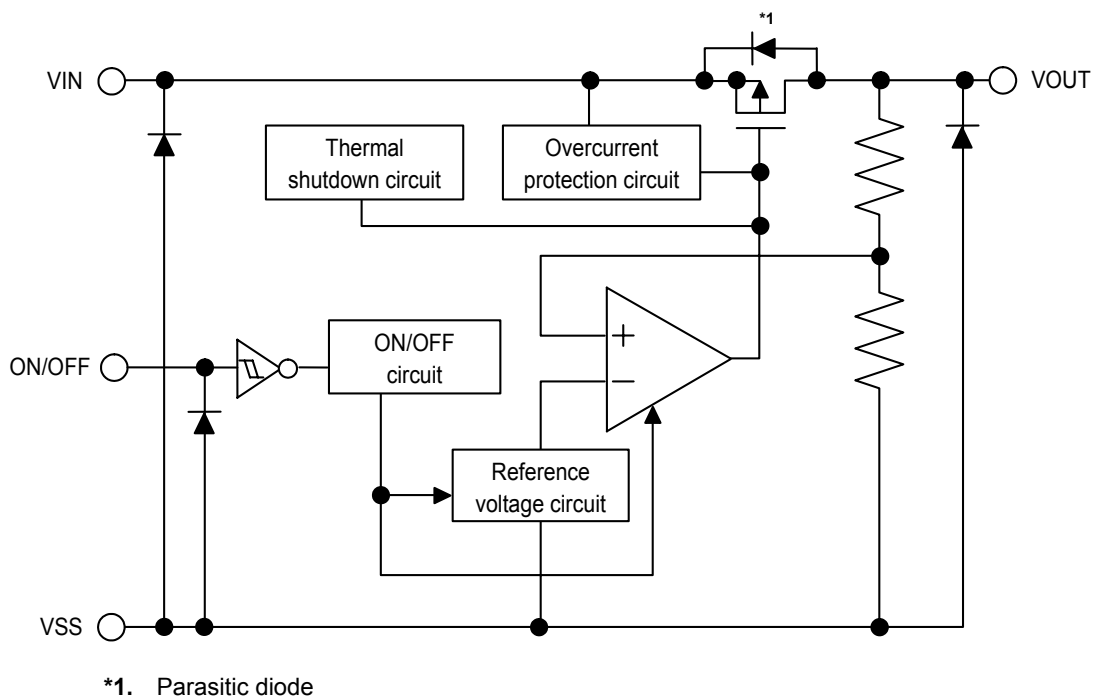 *1
VIN
VOUT
Thermal
shutdown circuit
Overcurrent
protection circuit
+
−
ON/OFF
ON/OFF
circuit
Reference
voltage circuit
VSS
*1. Parasitic diode